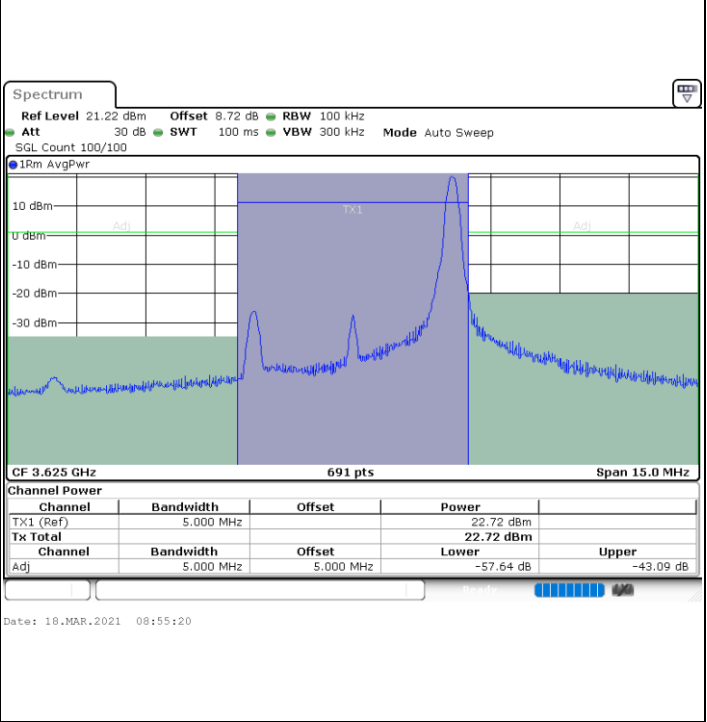 Spectrum
Ref Level 21.22 dBm Offset 8.72 dB RBW 100 kHz
Att 30 dB SWT 100 ms VBW 300 kHz Mode Auto Sweep
SGL Count 100/100
1Rm AvgPwr
10 dBm
TX1
Adj
Adj
0 dBm
-10 dBm
-20 dBm
-30 dBm
CF 3.625 GHz 691 pts Span 15.0 MHz
Channel Power
Channel Bandwidth Offset Power
TX1 (Ref) 5.000 MHz 22.72 dBm
Tx Total 22.72 dBm
Channel Bandwidth Offset Lower Upper
Adj 5.000 MHz 5.000 MHz -57.64 dB -43.09 dB
Ready
Date: 18.MAR.2021 08:55:20